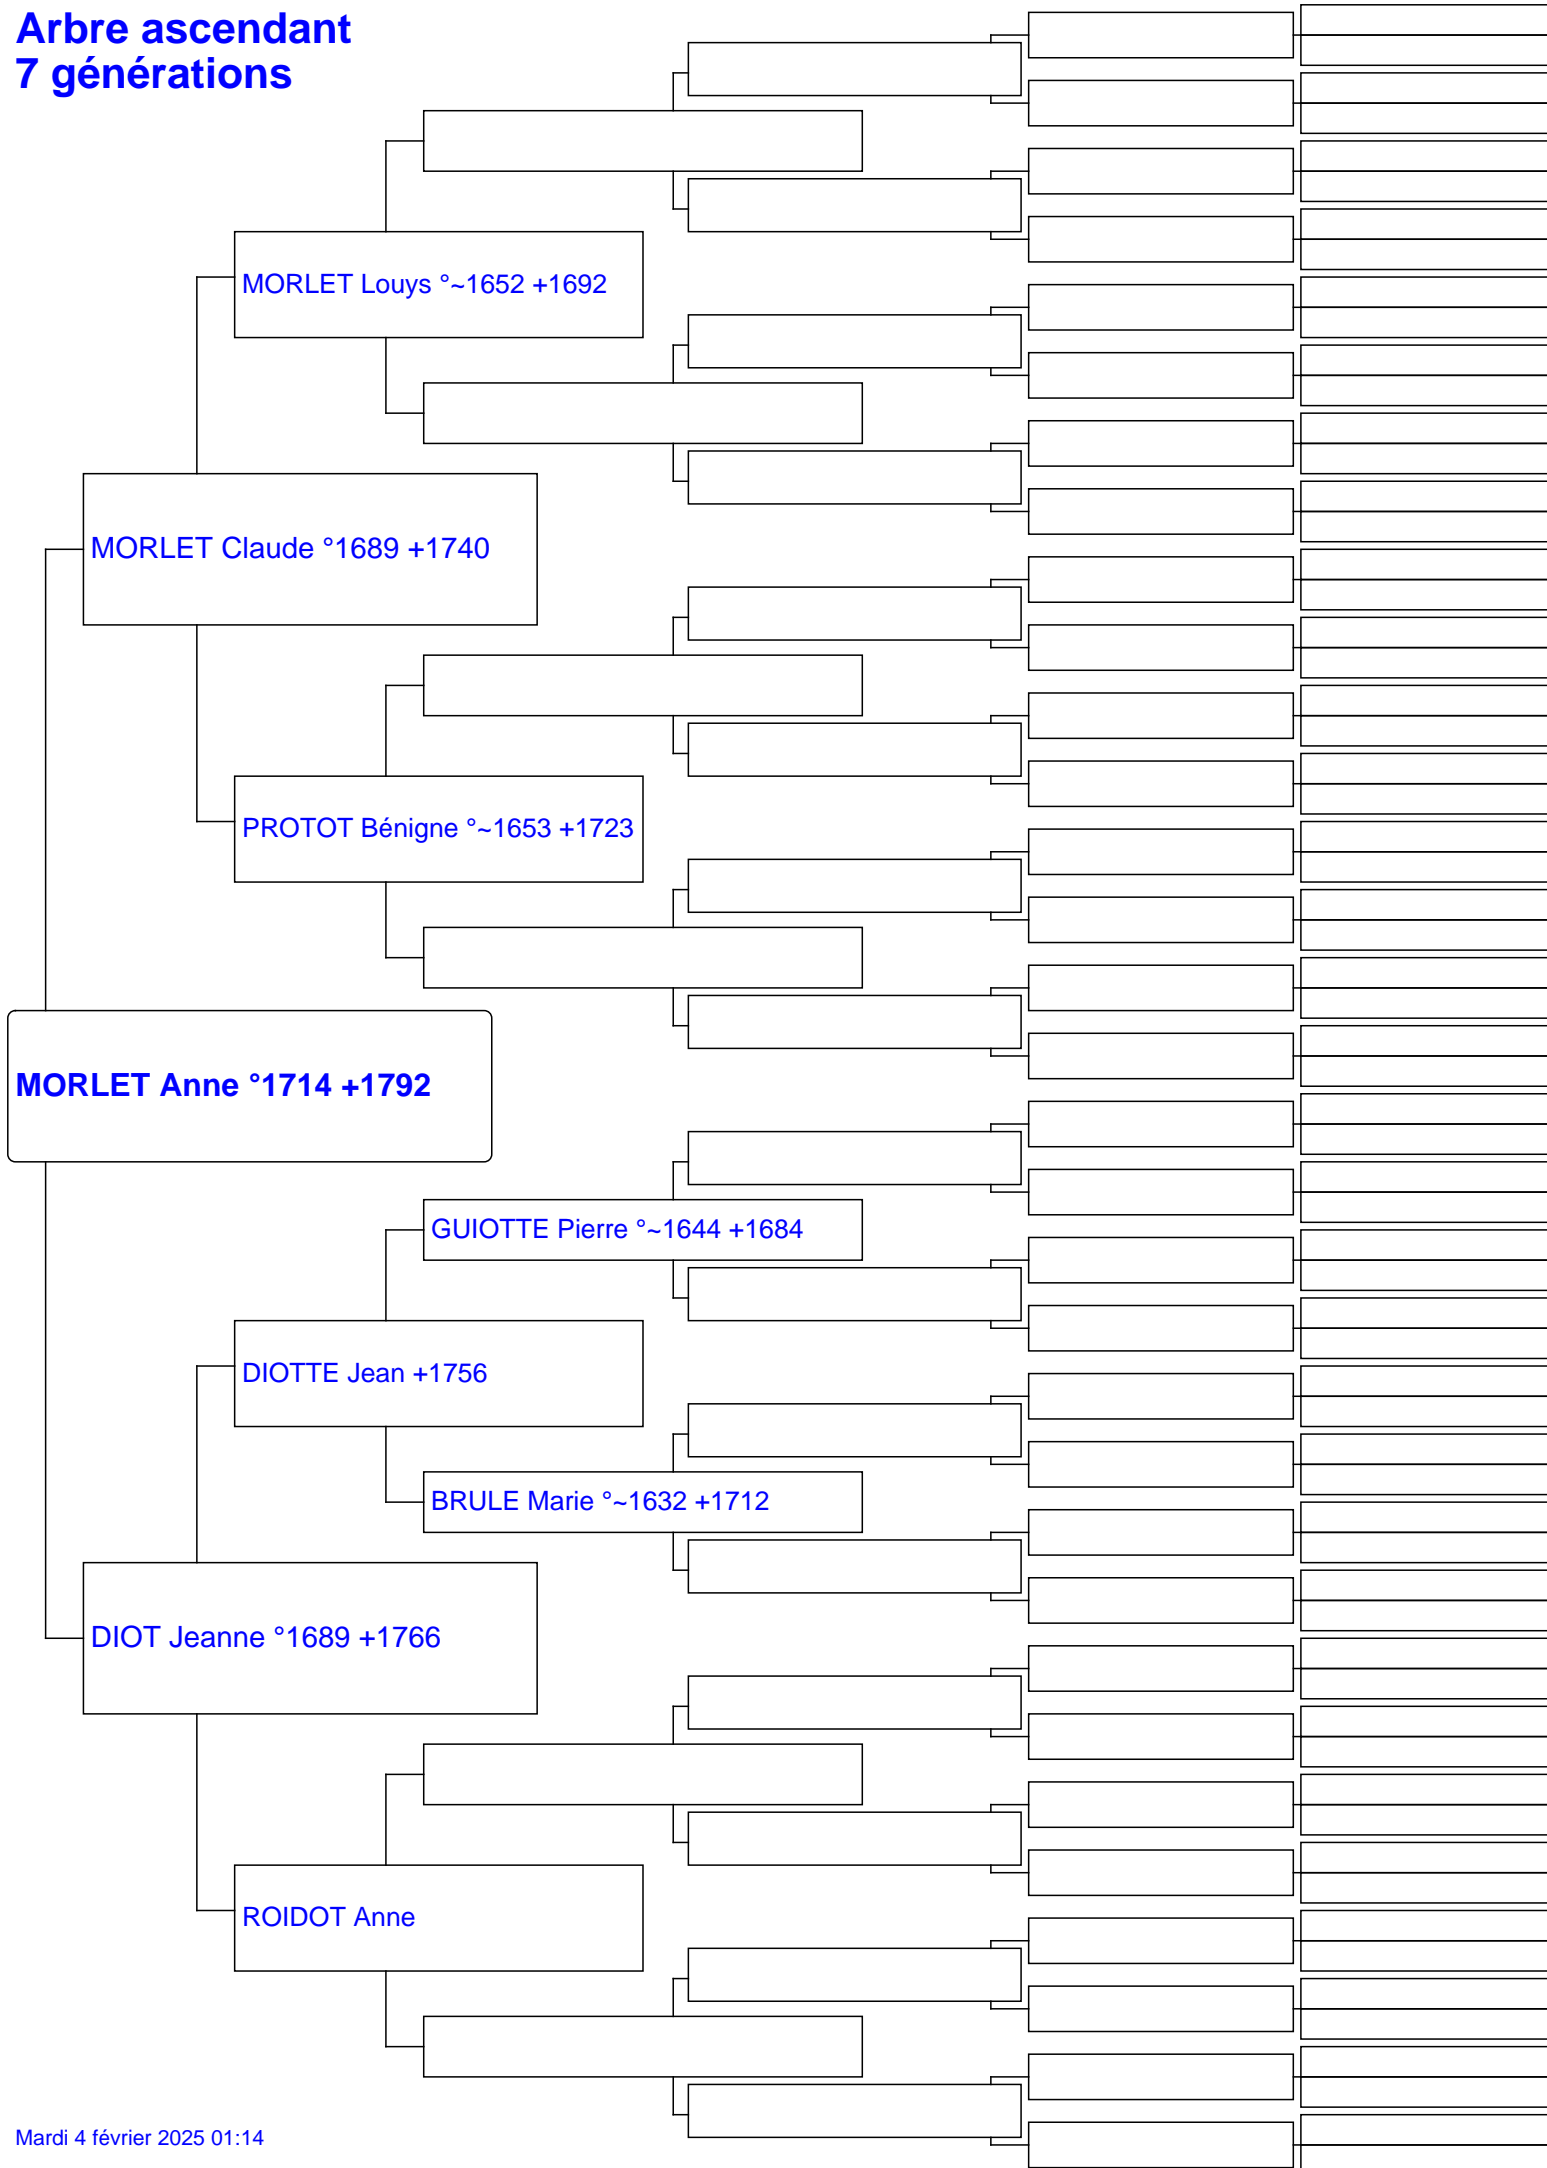 Arbre ascendant
7 générations
MORLET Louys °~1652 +1692
MORLET Claude °1689 +1740
PROTOT Bénigne °~1653 +1723
MORLET Anne °1714 +1792
GUIOTTE Pierre °~1644 +1684
DIOTTE Jean +1756
BRULE Marie °~1632 +1712
DIOT Jeanne °1689 +1766
ROIDOT Anne
Mardi 4 février 2025 01:14